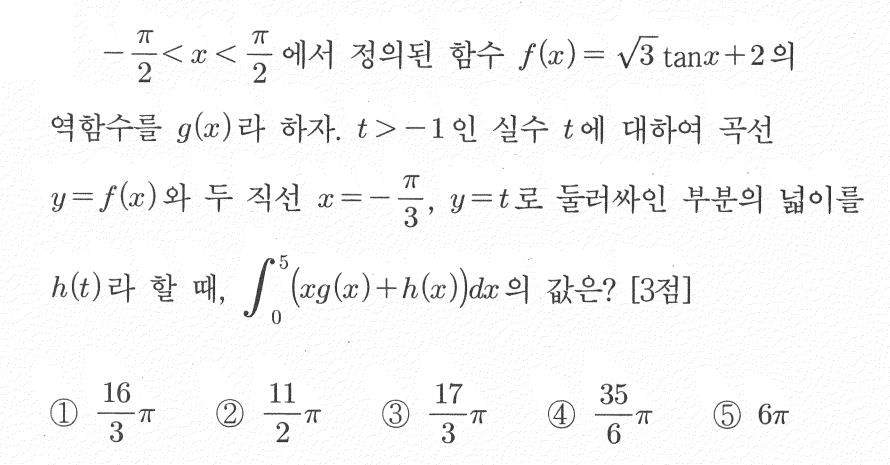 $-\frac{\pi}{2}<x<\frac{\pi}{2}$에서 정의된 함수 $f(x)=\sqrt{3}\tan x+2$의
역함수를 $g(x)$라 하자. $t>-1$인 실수 $t$에 대하여 곡선
$y=f(x)$와 두 직선 $x=-\frac{\pi}{3}$, $y=t$로 둘러싸인 부분의 넓이를
$h(t)$라 할 때, $\int_{0}^{5}(xg(x)+h(x))dx$의 값은? [3점]
① $\frac{16}{3}\pi$ ② $\frac{11}{2}\pi$ ③ $\frac{17}{3}\pi$ ④ $\frac{35}{6}\pi$ ⑤ $6\pi$